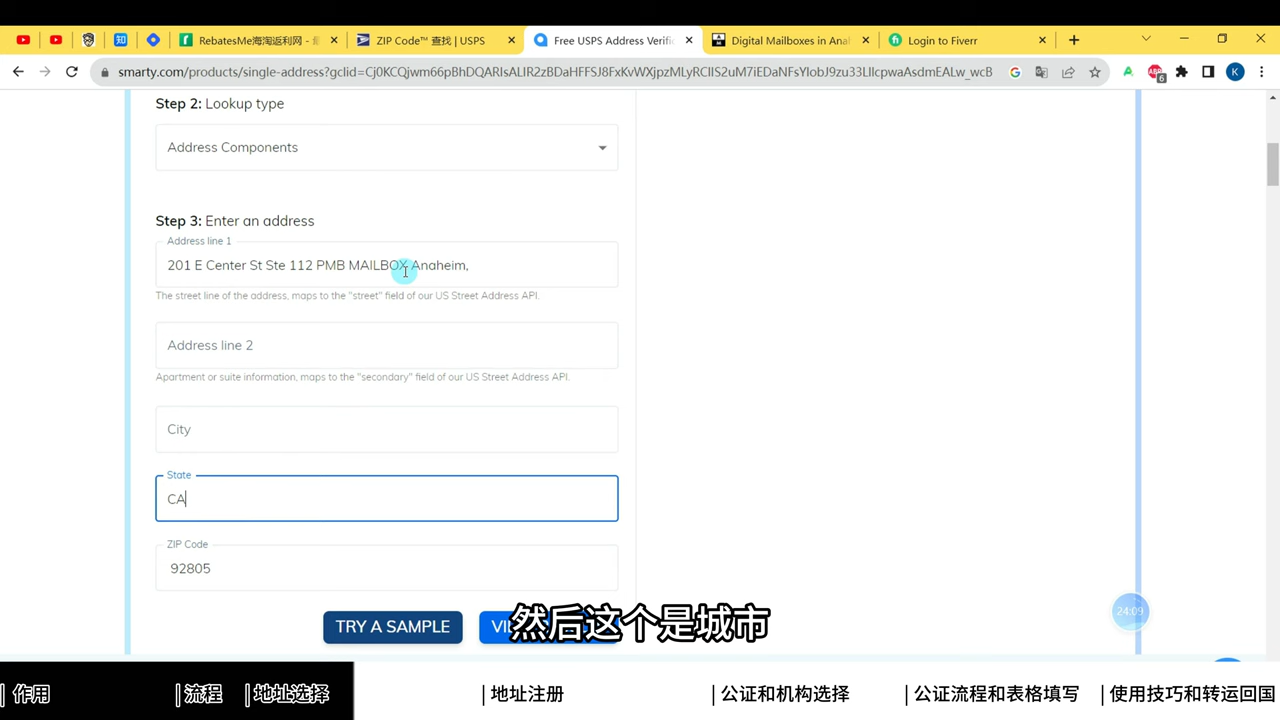 RebatesMe海淘返利网 -
ZIP Code™ 查找 | USPS
Free USPS Address Verific
Digital Mailboxes in Anah
Login to Fiverr
smarty.com/products/single-address?gclid=
6
K
Step 2: Lookup type
Address Components
Step 3: Enter an address
Address line 1
201 E Center St Ste 112 PMB MAILBOX Anaheim,
The street line of the address, maps to the "street" field of our US Street Address API.
Address line 2
Apartment or suite information, maps to the "secondary" field of our US Street Address API.
City
State
CA
ZIP Code
92805
TRY A SAMPLE
然后这个是城市
24:09
| 作用 | 流程 | 地址选择 | 地址注册 | 公证和机构选择 | 公证流程和表格填写 | 使用技巧和转运回国